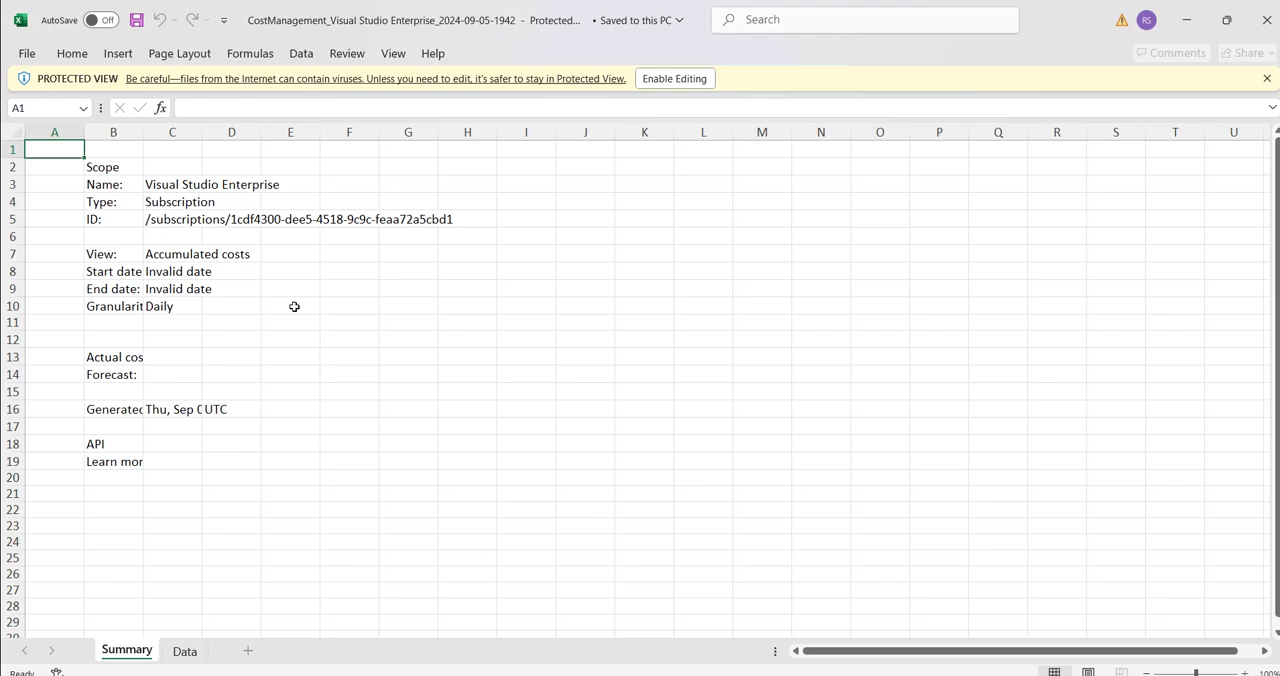 AutoSave Off CostManagement_Visual Studio Enterprise_2024-09-05-1942 - Protected... • Saved to this PC Search RS
File Home Insert Page Layout Formulas Data Review View Help Comments Share
PROTECTED VIEW Be careful—files from the Internet can contain viruses. Unless you need to edit, it's safer to stay in Protected View. Enable Editing
A1 fx
A B C D E F G H I J K L M N O P Q R S T U
1
2 Scope
3 Name: Visual Studio Enterprise
4 Type: Subscription
5 ID: /subscriptions/1cdf4300-dee5-4518-9c9c-feaa72a5cbd1
6
7 View: Accumulated costs
8 Start date Invalid date
9 End date: Invalid date
10 Granularit Daily
11
12
13 Actual cos
14 Forecast:
15
16 Generated Thu, Sep 0 UTC
17
18 API
19 Learn mor
20
21
22
23
24
25
26
27
28
29
30
Summary Data
Ready 100%